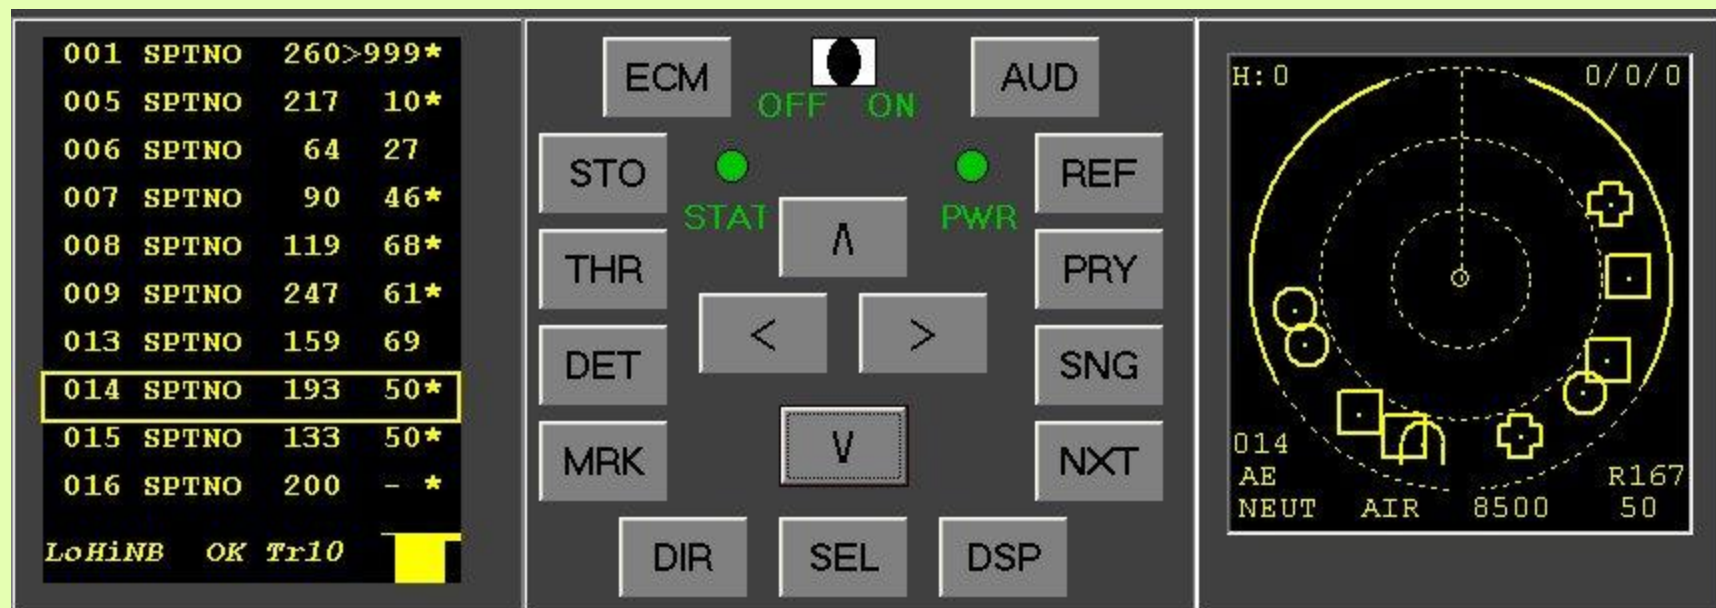 001 SPTNO 260>999*
005 SPTNO 217 10*
006 SPTNO 64 27
007 SPTNO 90 46*
008 SPTNO 119 68*
009 SPTNO 247 61*
013 SPTNO 159 69
014 SPTNO 193 50*
015 SPTNO 133 50*
016 SPTNO 200 - *
LoHiNB OK Tr10
ECM AUD
OFF ON
STO REF
STAT PWR
Λ
THR PRY
< >
DET SNG
V
MRK NXT
DIR SEL DSP
H:0 0/0/0
014
AE R167
NEUT AIR 8500 50